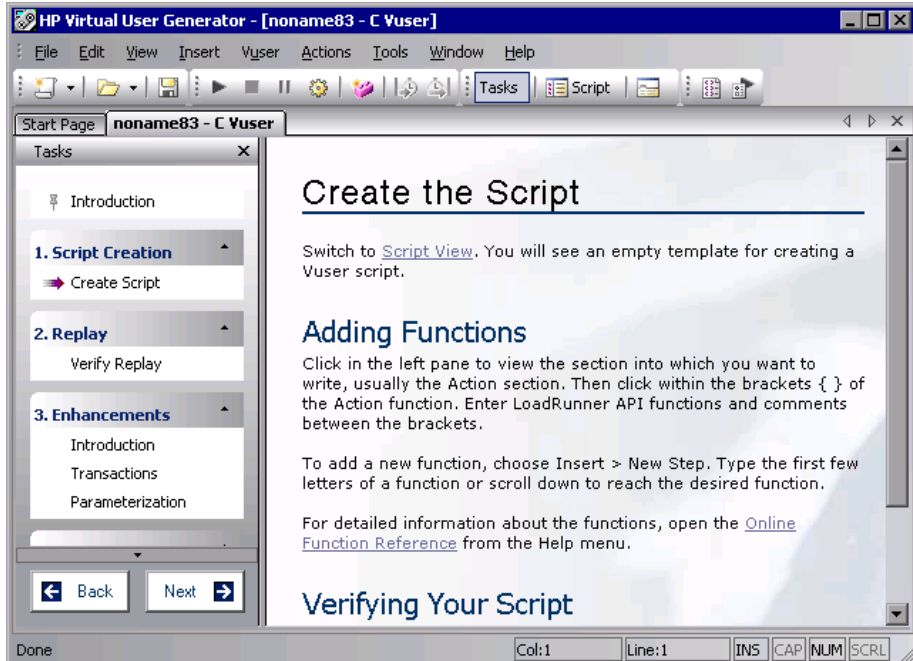 HP Virtual User Generator - [noname83 - C Vuser]
File Edit View Insert Vuser Actions Tools Window Help
Tasks Script
Start Page noname83 - C Vuser
Tasks
Introduction
1. Script Creation
Create Script
2. Replay
Verify Replay
3. Enhancements
Introduction
Transactions
Parameterization
Back Next
Create the Script
Switch to Script View. You will see an empty template for creating a
Vuser script.
Adding Functions
Click in the left pane to view the section into which you want to
write, usually the Action section. Then click within the brackets { } of
the Action function. Enter LoadRunner API functions and comments
between the brackets.
To add a new function, choose Insert > New Step. Type the first few
letters of a function or scroll down to reach the desired function.
For detailed information about the functions, open the Online
Function Reference from the Help menu.
Verifying Your Script
Done Col:1 Line:1 INS CAP NUM SCRL